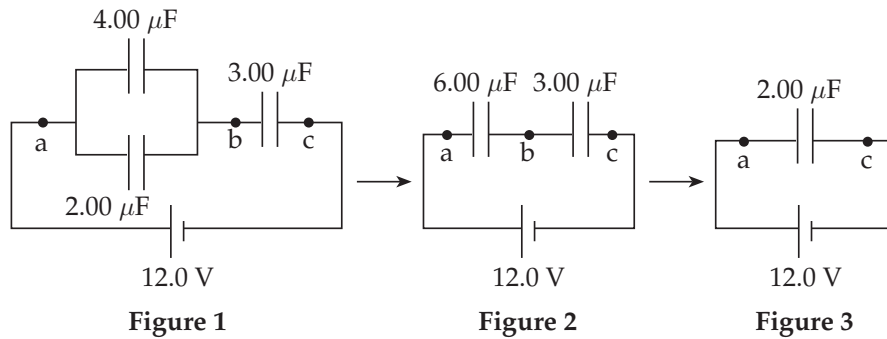 4.00 μF
3.00 μF
a
b
c
2.00 μF
12.0 V
Figure 1
6.00 μF
3.00 μF
a
b
c
12.0 V
Figure 2
2.00 μF
a
c
12.0 V
Figure 3